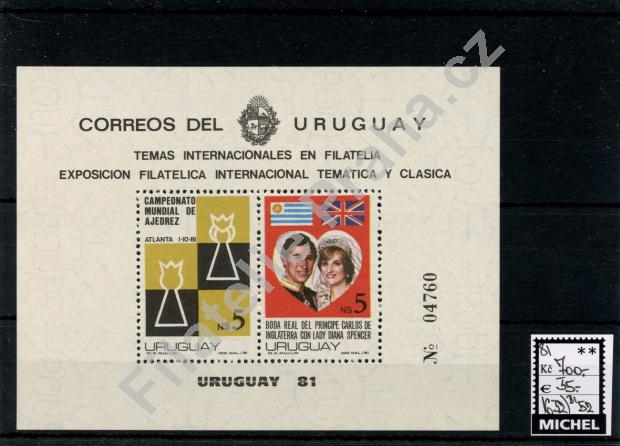 CORREOS DEL URUGUAY
TEMAS INTERNACIONALES EN FILATELIA
EXPOSICION FILATELICA INTERNACIONAL TEMATICA Y CLASICA
CAMPEONATO
MUNDIAL DE
AJEDREZ
ATLANTA 1-10-81
N$ 5
URUGUAY
N$ 5
BODA REAL DEL PRINCIPE CARLOS DE
INGLATERRA CON LADY DIANA SPENCER
URUGUAY
URUGUAY 81
Nº 04760
Filatelie Praha.cz
81 **
Kč 700.-
€ 35.-
MICHEL